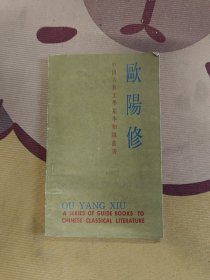 歐陽修
中國古典文學基本知識叢書
OU YANG XIU
A SERIES OF GUIDE BOOKS TO
CHINESE CLASSICAL LITERATURE